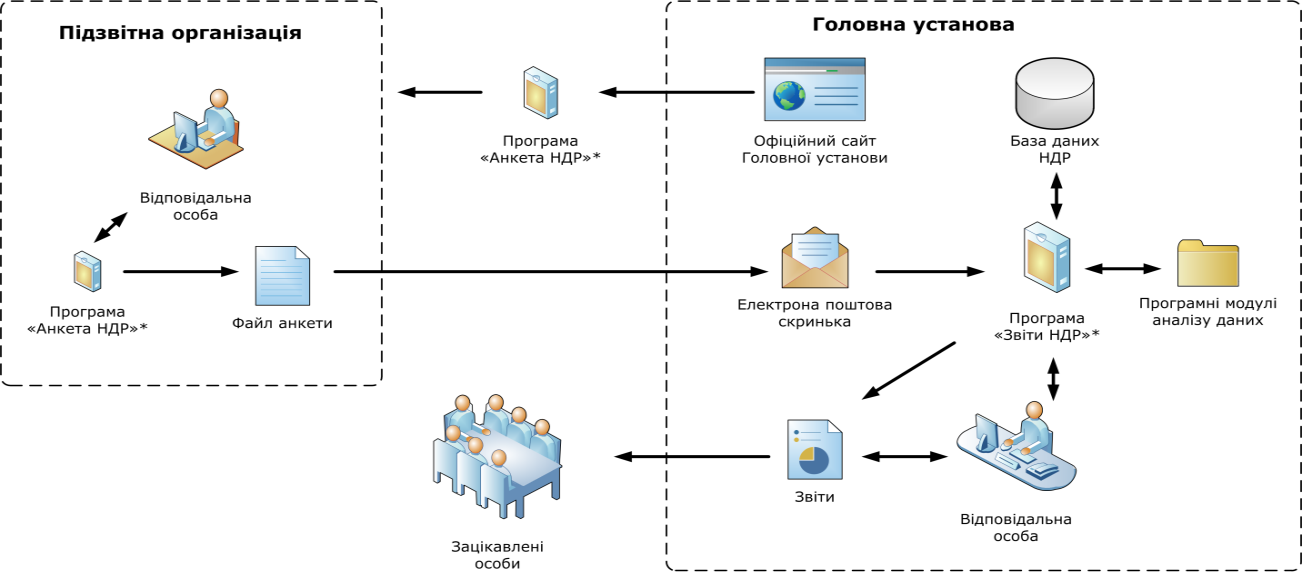 Підзвітна організація
Головна установа
Програма
«Анкета НДР»*
Офіційний сайт
Головної установи
База даних
НДР
Відповідальна
особа
Програма
«Анкета НДР»*
Файл анкети
Електрона поштова
скринька
Програма
«Звіти НДР»*
Програмні модулі
аналізу даних
Звіти
Відповідальна
особа
Зацікавлені
особи